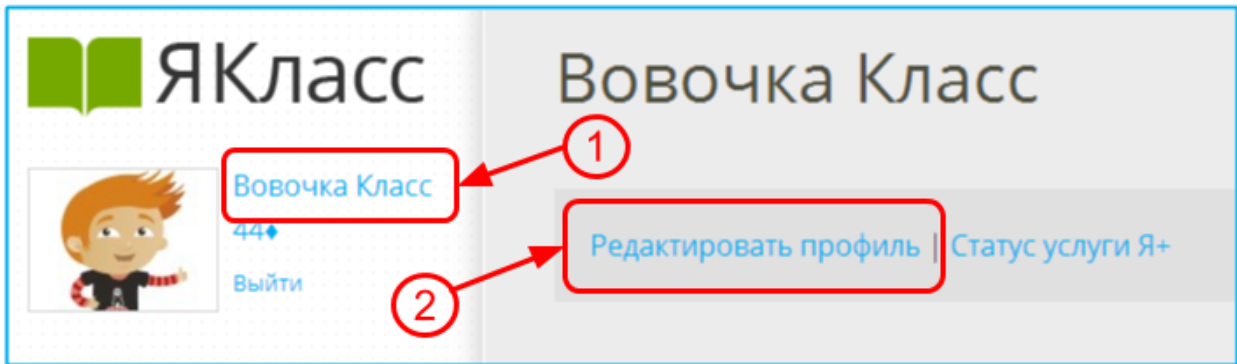 ЯКласс
Вовочка Класс
44♦
Выйти
Вовочка Класс
1
Редактировать профиль | Статус услуги Я+
2